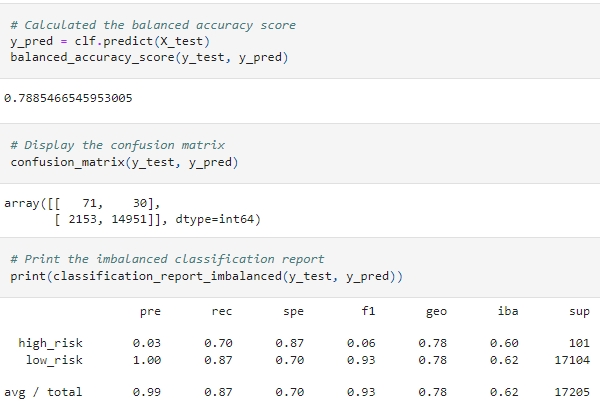 # Calculated the balanced accuracy score
y_pred = clf.predict(X_test)
balanced_accuracy_score(y_test, y_pred)
0.7885466545953005
# Display the confusion matrix
confusion_matrix(y_test, y_pred)
array([[   71,    30],
       [ 2153, 14951]], dtype=int64)
# Print the imbalanced classification report
print(classification_report_imbalanced(y_test, y_pred))
pre rec spe f1 geo iba sup
high_risk 0.03 0.70 0.87 0.06 0.78 0.60 101
low_risk 1.00 0.87 0.70 0.93 0.78 0.62 17104
avg / total 0.99 0.87 0.70 0.93 0.78 0.62 17205